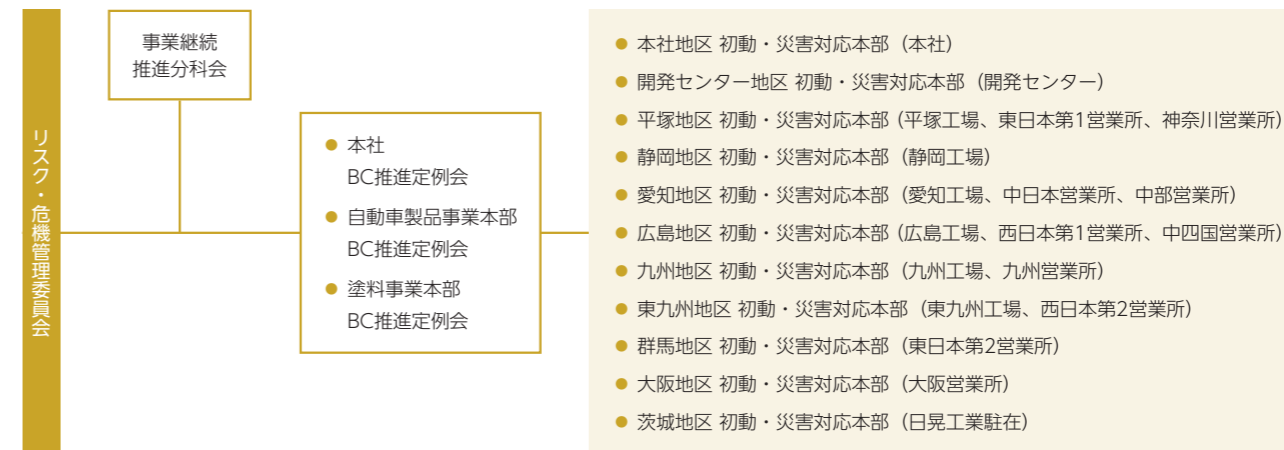 リスク・危機管理委員会
事業継続
推進分科会
● 本社
BC推進定例会
● 自動車製品事業本部
BC推進定例会
● 塗料事業本部
BC推進定例会
● 本社地区 初動・災害対応本部（本社）
● 開発センター地区 初動・災害対応本部（開発センター）
● 平塚地区 初動・災害対応本部（平塚工場、東日本第1営業所、神奈川営業所）
● 静岡地区 初動・災害対応本部（静岡工場）
● 愛知地区 初動・災害対応本部（愛知工場、中日本営業所、中部営業所）
● 広島地区 初動・災害対応本部（広島工場、西日本第1営業所、中四国営業所）
● 九州地区 初動・災害対応本部（九州工場、九州営業所）
● 東九州地区 初動・災害対応本部（東九州工場、西日本第2営業所）
● 群馬地区 初動・災害対応本部（東日本第2営業所）
● 大阪地区 初動・災害対応本部（大阪営業所）
● 茨城地区 初動・災害対応本部（日晃工業駐在）